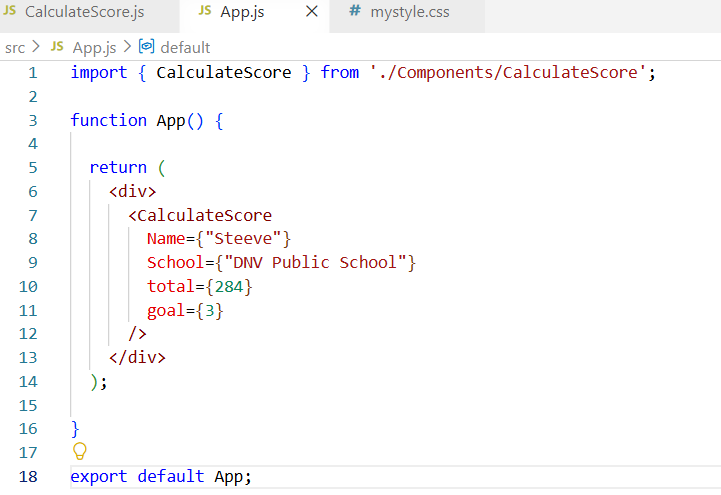 JS CalculateScore.js JS App.js × # mystyle.css
src > JS App.js > default
1 import { CalculateScore } from './Components/CalculateScore';
2
3 function App() {
4
5 return (
6 <div>
7 <CalculateScore
8 Name={"Steeve"}
9 School={"DNV Public School"}
10 total={284}
11 goal={3}
12 />
13 </div>
14 );
15
16 }
17
18 export default App;